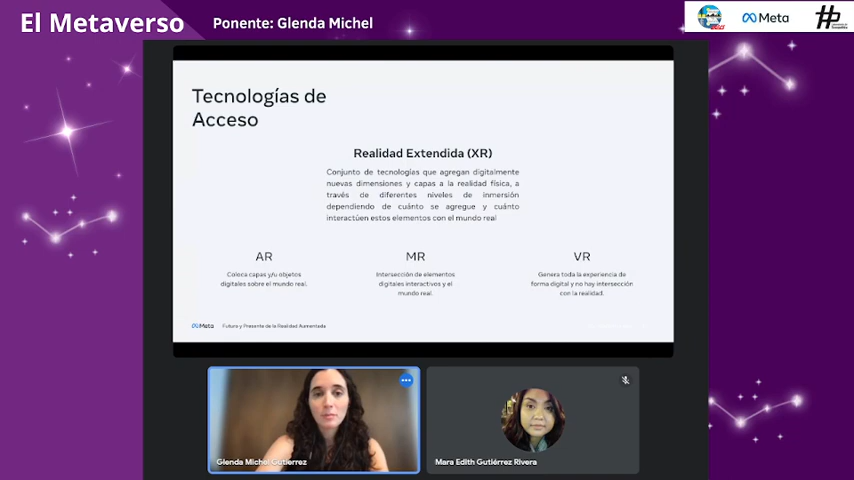 El Metaverso
Ponente: Glenda Michel
Meta
Tecnologías de
Acceso
Realidad Extendida (XR)
Conjunto de tecnologías que agregan digitalmente
nuevas dimensiones y capas a la realidad física, a
través de diferentes niveles de inmersión
dependiendo de cuánto se agregue y cuánto
interactúen estos elementos con el mundo real
AR
Coloca capas y/u objetos
digitales sobre el mundo real.
MR
Intersección de elementos
digitales interactivos y el
mundo real.
VR
Genera toda la experiencia de
forma digital y no hay intersección
con la realidad.
Meta Futuro y Presente de la Realidad Aumentada
Glenda Michel Gutierrez
Mara Edith Gutiérrez Rivera